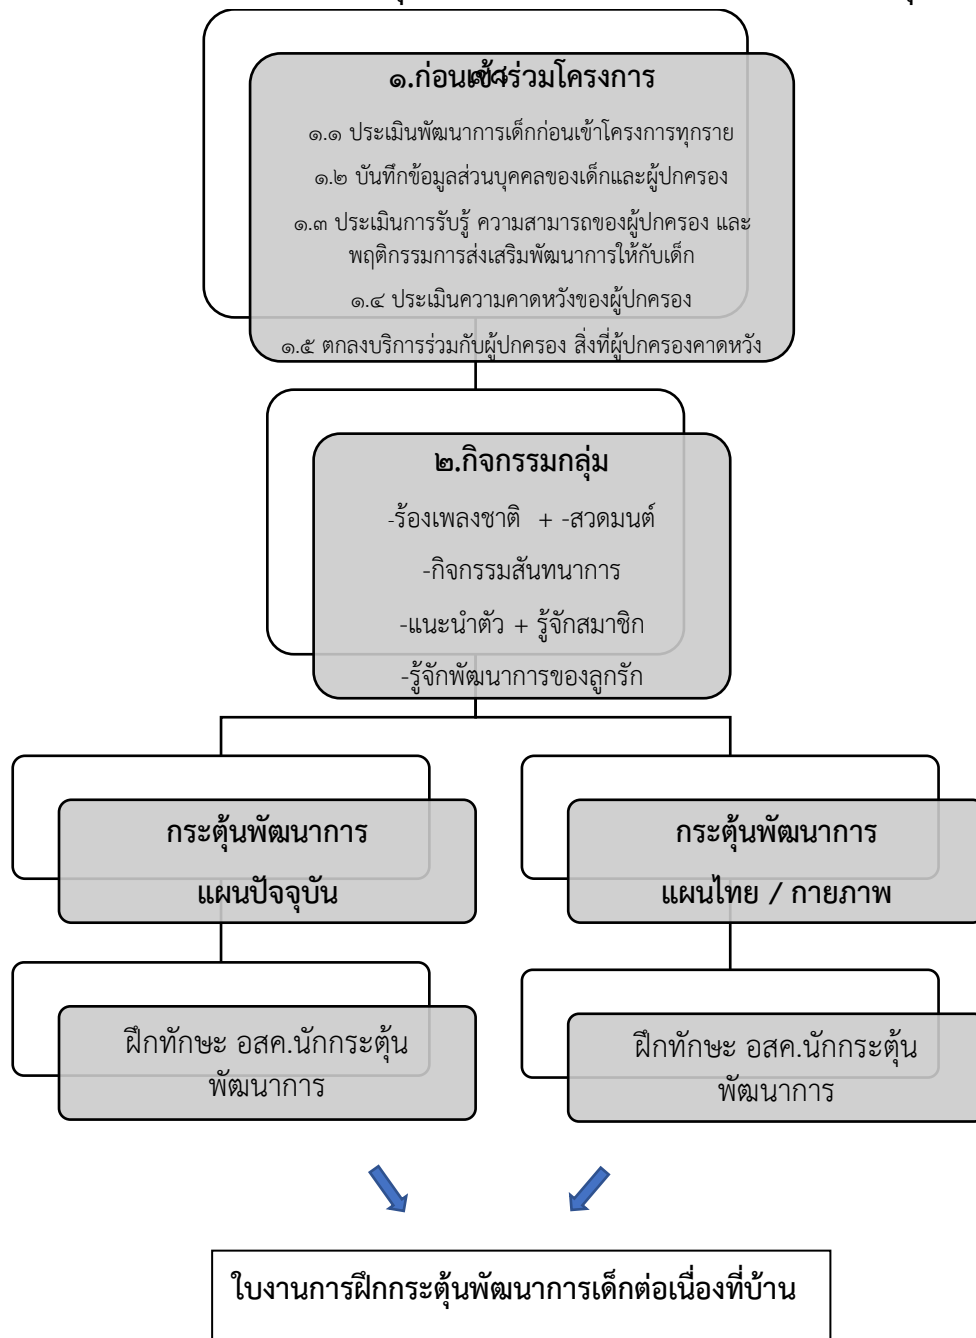 ๑.ก่อนเข้าร่วมโครงการ
๑.๑ ประเมินพัฒนาการเด็กก่อนเข้าโครงการทุกราย
๑.๒ บันทึกข้อมูลส่วนบุคคลของเด็กและผู้ปกครอง
๑.๓ ประเมินการรับรู้ ความสามารถของผู้ปกครอง และ
พฤติกรรมการส่งเสริมพัฒนาการให้กับเด็ก
๑.๔ ประเมินความคาดหวังของผู้ปกครอง
๑.๕ ตกลงบริการร่วมกับผู้ปกครอง สิ่งที่ผู้ปกครองคาดหวัง
๒.กิจกรรมกลุ่ม
-ร้องเพลงชาติ + -สวดมนต์
-กิจกรรมสันทนาการ
-แนะนำตัว + รู้จักสมาชิก
-รู้จักพัฒนาการของลูกรัก
กระตุ้นพัฒนาการ
แผนปัจจุบัน
กระตุ้นพัฒนาการ
แผนไทย / กายภาพ
ฝึกทักษะ อสค.นักกระตุ้น
พัฒนาการ
ฝึกทักษะ อสค.นักกระตุ้น
พัฒนาการ
ใบงานการฝึกกระตุ้นพัฒนาการเด็กต่อเนื่องที่บ้าน